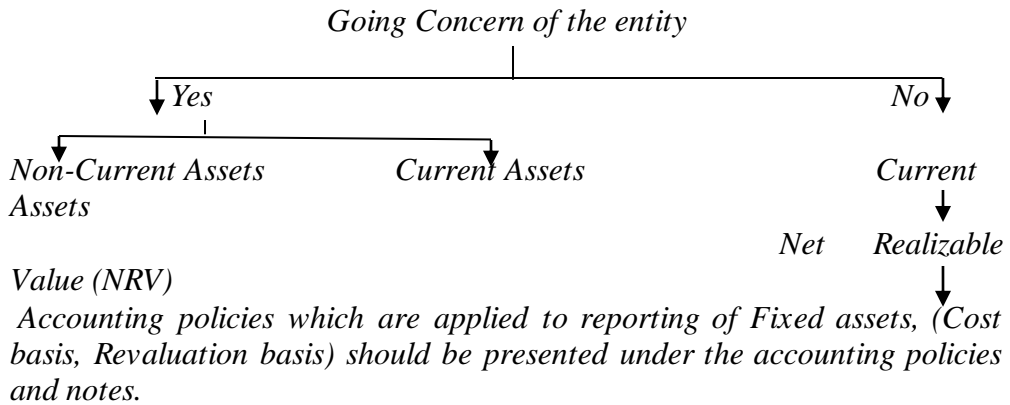 Going Concern of the entity
Yes No
Non-Current Assets Current Assets Current
Assets
Net Realizable
Value (NRV)
Accounting policies which are applied to reporting of Fixed assets, (Cost
basis, Revaluation basis) should be presented under the accounting policies
and notes.